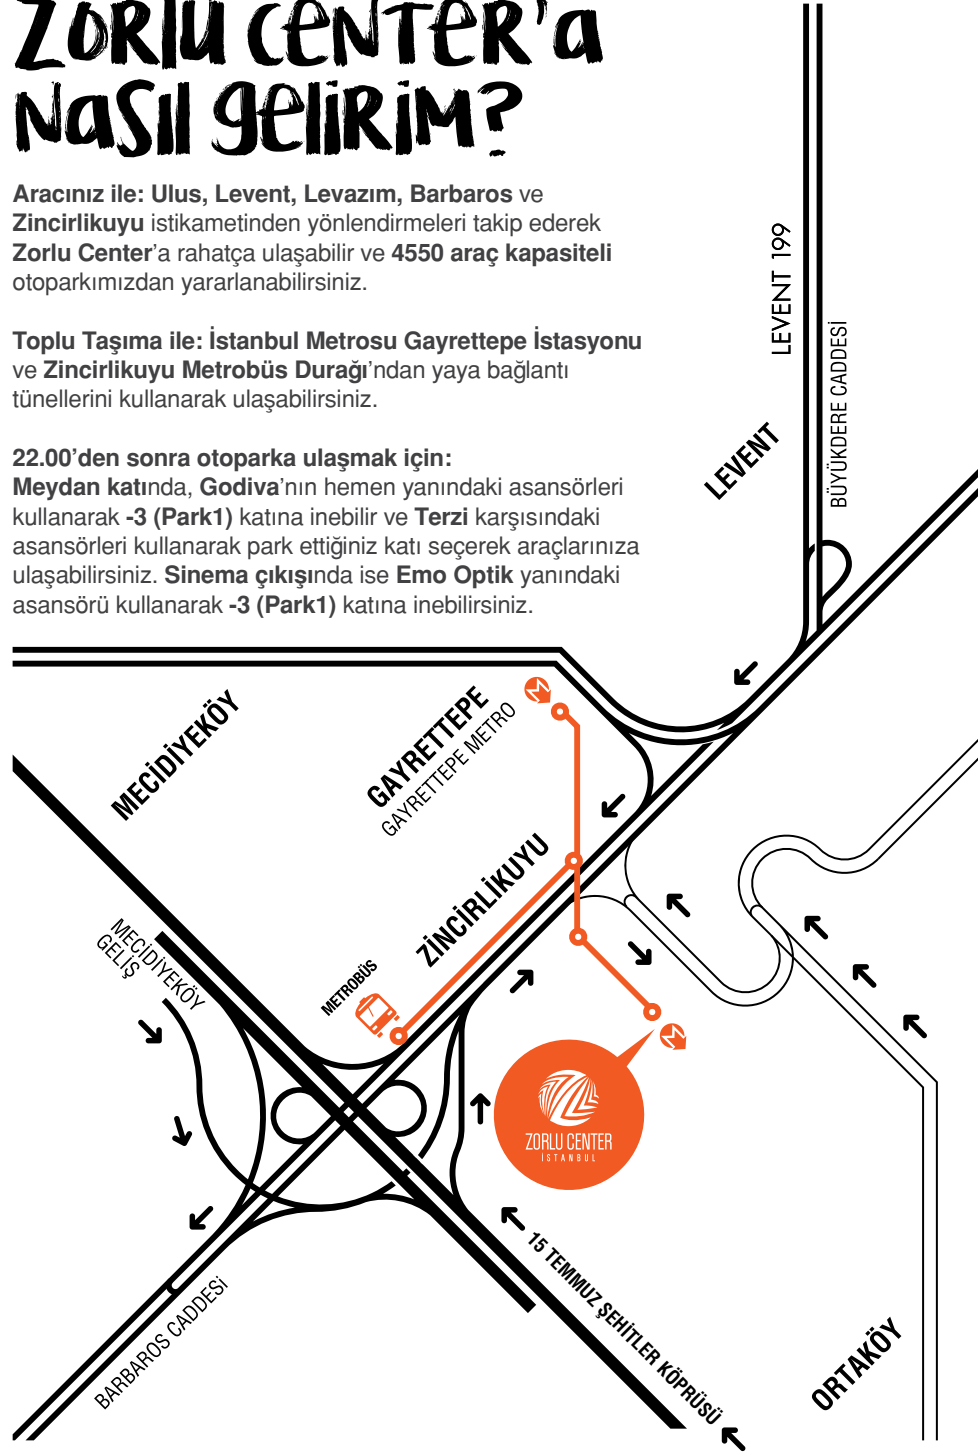 ZORLU CENTER'a
NaSIl gelİRİM?
Aracınız ile: Ulus, Levent, Levazım, Barbaros ve
Zincirlikuyu istikametinden yönlendirmeleri takip ederek
Zorlu Center’a rahatça ulaşabilir ve 4550 araç kapasiteli
otoparkımızdan yararlanabilirsiniz.
Toplu Taşıma ile: İstanbul Metrosu Gayrettepe İstasyonu
ve Zincirlikuyu Metrobüs Durağı’ndan yaya bağlantı
tünellerini kullanarak ulaşabilirsiniz.
22.00’den sonra otoparka ulaşmak için:
Meydan katında, Godiva’nın hemen yanındaki asansörleri
kullanarak -3 (Park1) katına inebilir ve Terzi karşısındaki
asansörleri kullanarak park ettiğiniz katı seçerek araçlarınıza
ulaşabilirsiniz. Sinema çıkışında ise Emo Optik yanındaki
asansörü kullanarak -3 (Park1) katına inebilirsiniz.
LEVENT 199
BÜYÜKDERE CADDESİ
LEVENT
MECİDİYEKÖY
GAYRETTEPE
GAYRETTEPE METRO
M
ZİNCİRLİKUYU
MECİDİYEKÖY
GELİŞ
METROBÜS
M
ZORLU CENTER
İSTANBUL
15 TEMMUZ ŞEHİTLER KÖPRÜSÜ
BARBAROS CADDESİ
ORTAKÖY